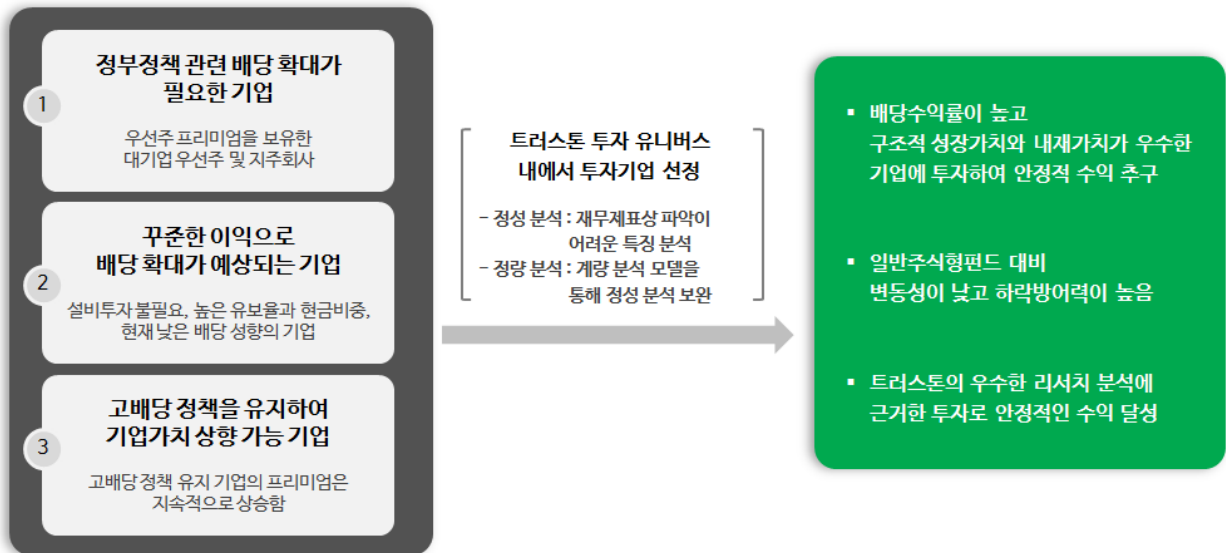 1
정부정책 관련 배당 확대가
필요한 기업
우선주 프리미엄을 보유한
대기업 우선주 및 지주회사
2
꾸준한 이익으로
배당 확대가 예상되는 기업
설비투자 불필요, 높은 유보율과 현금비중,
현재 낮은 배당 성향의 기업
3
고배당 정책을 유지하여
기업가치 상향 가능 기업
고배당 정책 유지 기업의 프리미엄은
지속적으로 상승함
트러스톤 투자 유니버스
내에서 투자기업 선정
- 정성 분석 : 재무제표상 파악이
어려운 특징 분석
- 정량 분석 : 계량 분석 모델을
통해 정성 분석 보완
▪ 배당수익률이 높고
구조적 성장가치와 내재가치가 우수한
기업에 투자하여 안정적 수익 추구
▪ 일반주식형펀드 대비
변동성이 낮고 하락방어력이 높음
▪ 트러스톤의 우수한 리서치 분석에
근거한 투자로 안정적인 수익 달성